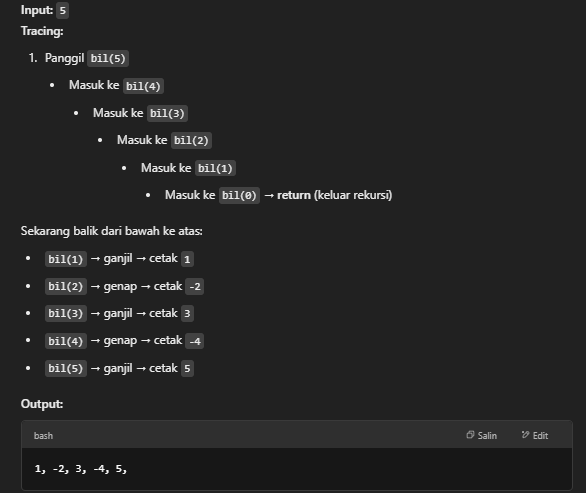 Input: 5
Tracing:
1. Panggil bil(5)
• Masuk ke bil(4)
• Masuk ke bil(3)
• Masuk ke bil(2)
• Masuk ke bil(1)
• Masuk ke bil(0) → return (keluar rekursi)
Sekarang balik dari bawah ke atas:
• bil(1) → ganjil → cetak 1
• bil(2) → genap → cetak -2
• bil(3) → ganjil → cetak 3
• bil(4) → genap → cetak -4
• bil(5) → ganjil → cetak 5
Output:
bash Salin Edit
1, -2, 3, -4, 5,